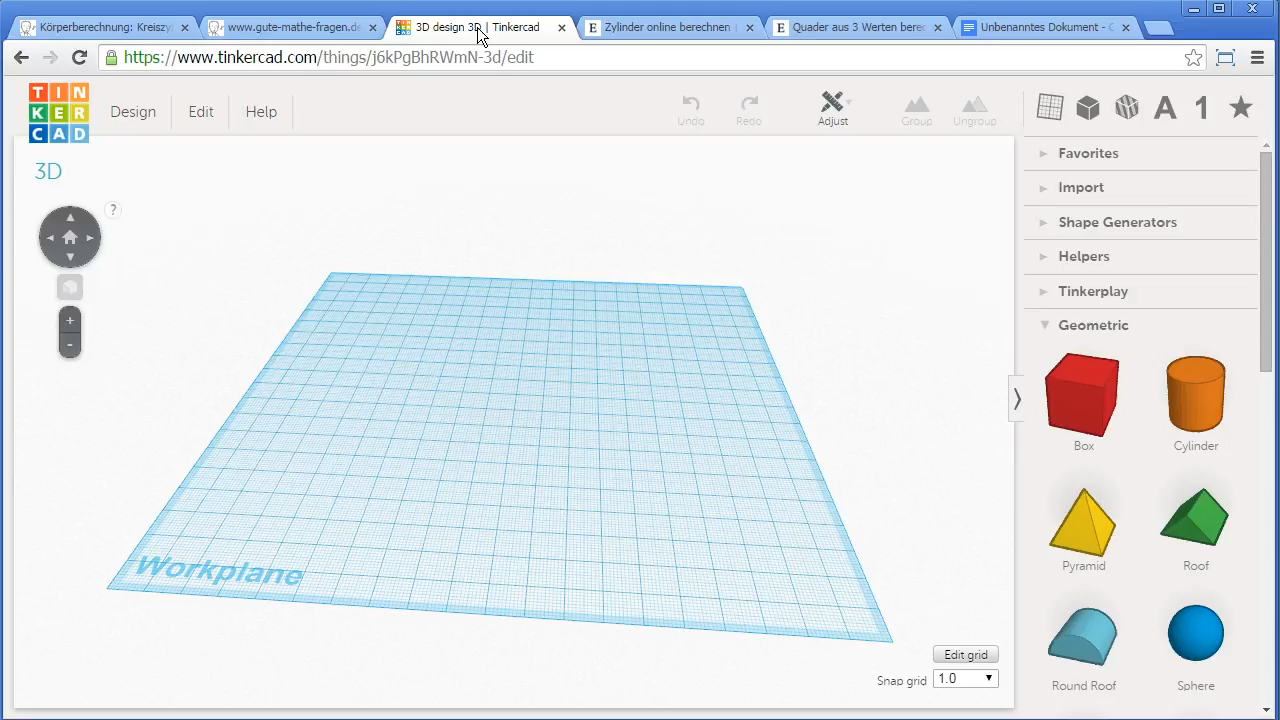 Körperberechnung: Kreiszy
www.gute-mathe-fragen.de
3D design 3D | Tinkercad
E Zylinder online berechnen
E Quader aus 3 Werten berec
Unbenanntes Dokument - G
https://www.tinkercad.com/things/j6kPgBhRWmN-3d/edit
TIN
KER
CAD
Design
Edit
Help
Undo
Redo
Adjust
Group
Ungroup
A
1
3D
?
+
-
Workplane
Edit grid
Snap grid
1.0
Favorites
Import
Shape Generators
Helpers
Tinkerplay
Geometric
Box
Cylinder
Pyramid
Roof
Round Roof
Sphere